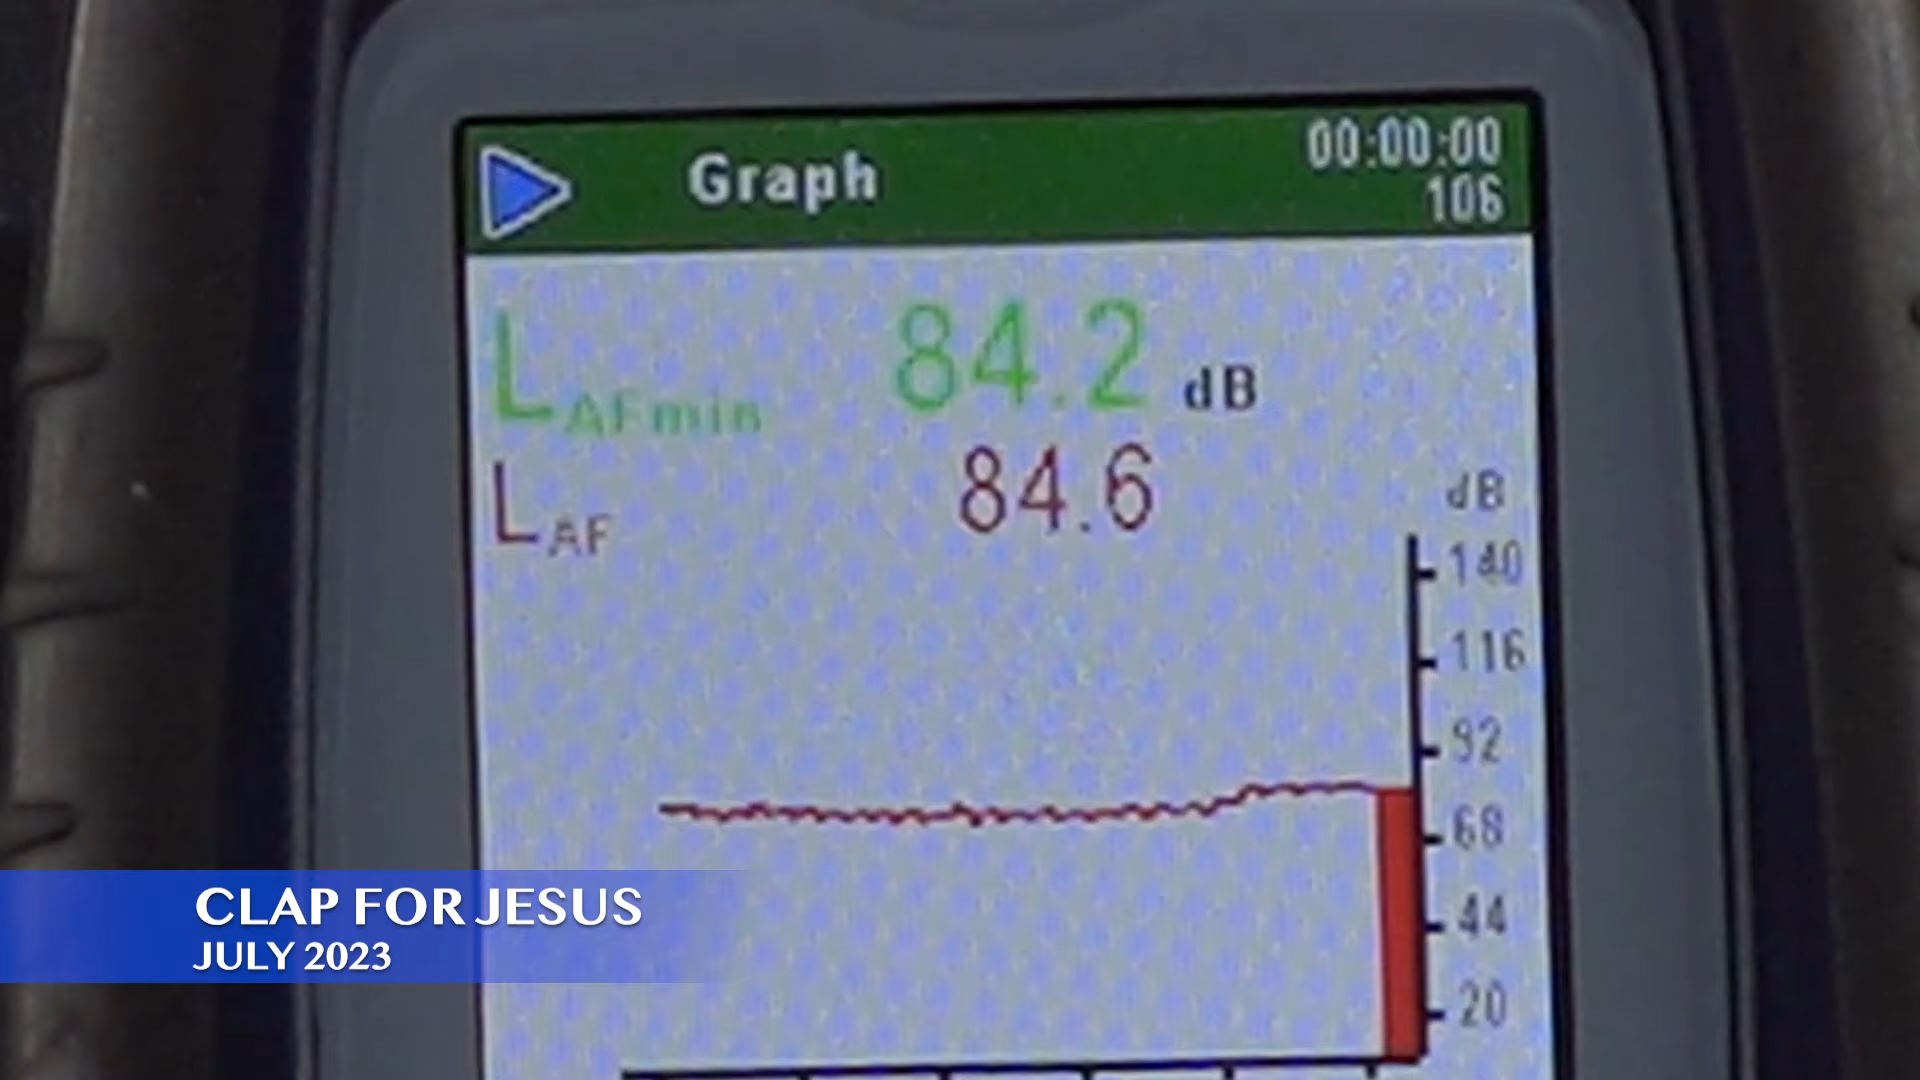 Graph
00:00:00
106
LAFmin 84.2 dB
LAF 84.6
dB
140
116
92
68
44
20
CLAP FOR JESUS
JULY 2023